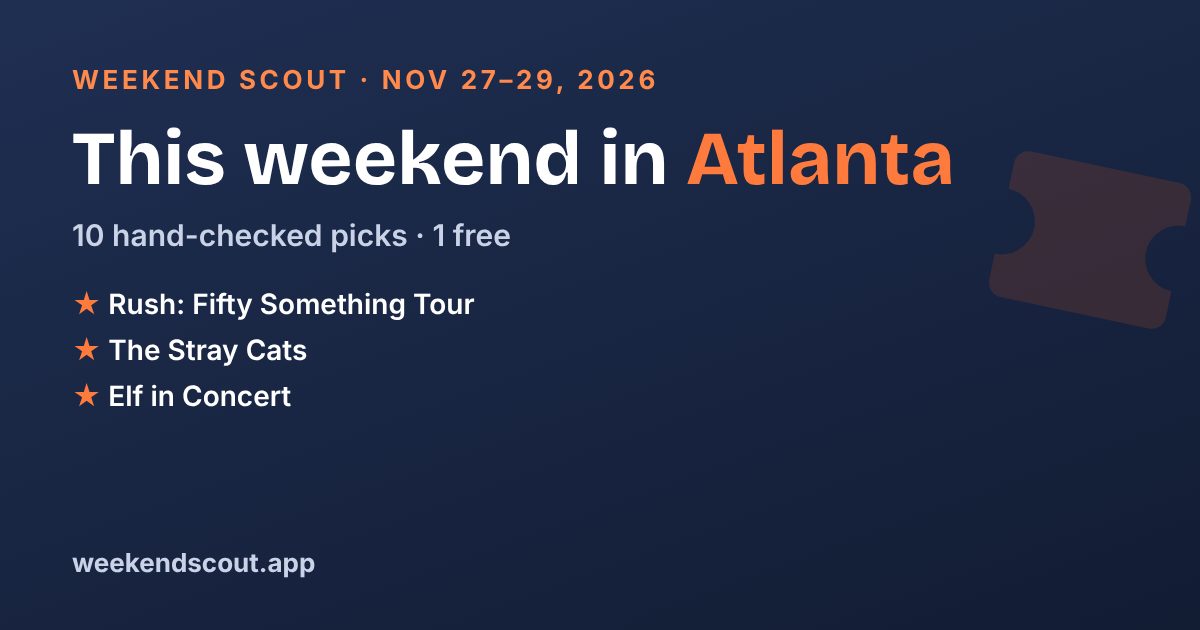 WEEKEND SCOUT · NOV 27–29, 2026
This weekend in Atlanta
10 hand-checked picks · 1 free
★ Rush: Fifty Something Tour
★ The Stray Cats
★ Elf in Concert
weekendscout.app